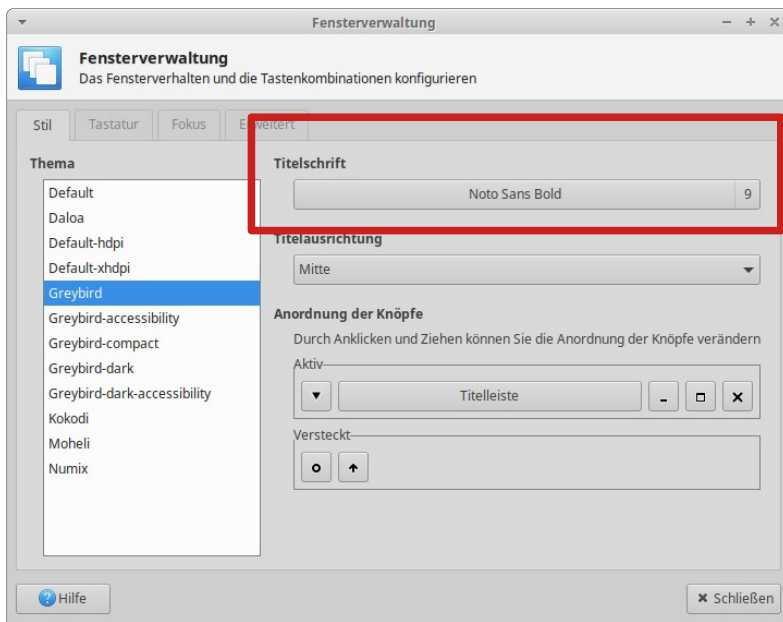 Fensterverwaltung
Fensterverwaltung
Das Fensterverhalten und die Tastenkombinationen konfigurieren
Stil Tastatur Fokus Erweitert
Thema
Default
Daloa
Default-hdpi
Default-xhdpi
Greybird
Greybird-accessibility
Greybird-compact
Greybird-dark
Greybird-dark-accessibility
Kokodi
Moheli
Numix
Titelschrift
Noto Sans Bold 9
Titelausrichtung
Mitte
Anordnung der Knöpfe
Durch Anklicken und Ziehen können Sie die Anordnung der Knöpfe verändern
Aktiv
Titelleiste
Versteckt
Hilfe
Schließen